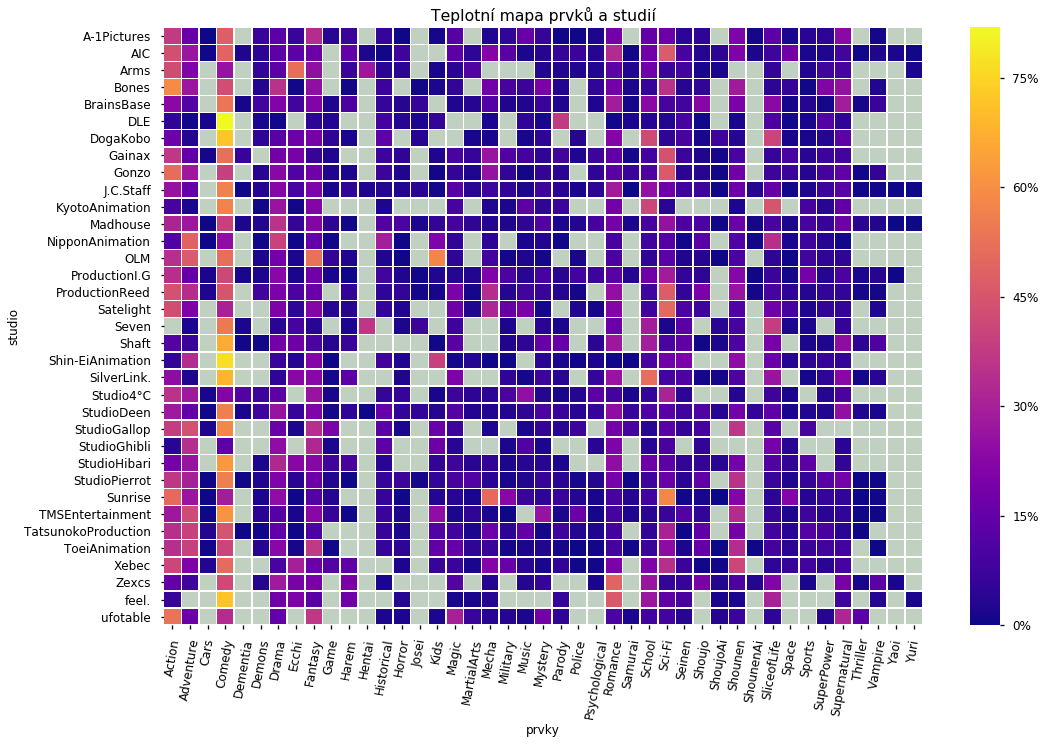 Teplotní mapa prvků a studií
A-1Pictures
AIC
Arms
Bones
BrainsBase
DLE
DogaKobo
Gainax
Gonzo
J.C.Staff
KyotoAnimation
Madhouse
NipponAnimation
OLM
ProductionI.G
ProductionReed
Satelight
Seven
Shaft
Shin-EiAnimation
SilverLink.
Studio4°C
StudioDeen
StudioGallop
StudioGhibli
StudioHibari
StudioPierrot
Sunrise
TMSEntertainment
TatsunokoProduction
ToeiAnimation
Xebec
Zexcs
feel.
ufotable
studio
Action
Adventure
Cars
Comedy
Dementia
Demons
Drama
Ecchi
Fantasy
Game
Harem
Hentai
Historical
Horror
Josei
Kids
Magic
MartialArts
Mecha
Military
Music
Mystery
Parody
Police
Psychological
Romance
Samurai
School
Sci-Fi
Seinen
Shoujo
ShoujoAi
Shounen
ShounenAi
SliceofLife
Space
Sports
SuperPower
Supernatural
Thriller
Vampire
Yaoi
Yuri
prvky
75%
60%
45%
30%
15%
0%